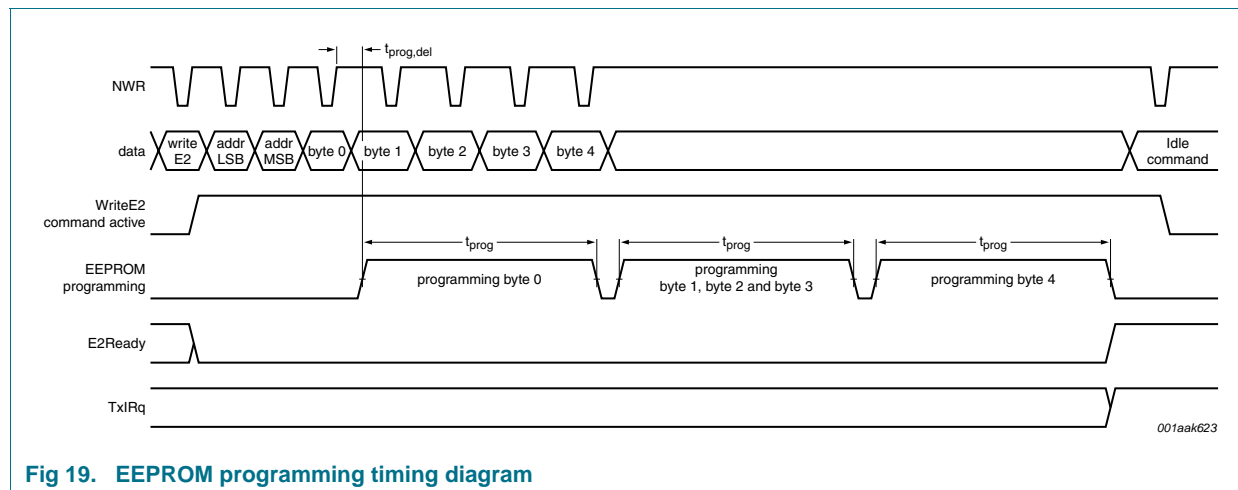 tprog,del
NWR
data
write
E2
addr
LSB
addr
MSB
byte 0
byte 1
byte 2
byte 3
byte 4
Idle
command
WriteE2
command active
tprog
tprog
tprog
EEPROM
programming
programming byte 0
programming
byte 1, byte 2 and byte 3
programming byte 4
E2Ready
TxIRq
001aak623
Fig 19. EEPROM programming timing diagram